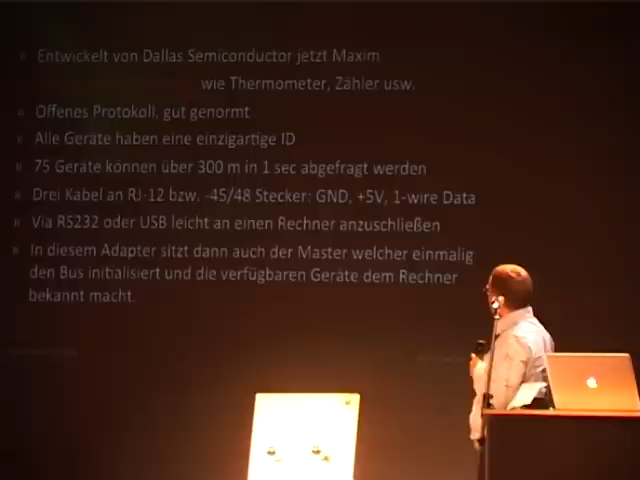 » Entwickelt von Dallas Semiconductor jetzt Maxim
wie Thermometer, Zähler usw.
» Offenes Protokoll, gut genormt
» Alle Geräte haben eine einzigartige ID
» 75 Geräte können über 300 m in 1 sec abgefragt werden
» Drei Kabel an RJ-12 bzw. -45/48 Stecker: GND, +5V, 1-wire Data
» Via RS232 oder USB leicht an einen Rechner anzuschließen
» In diesem Adapter sitzt dann auch der Master welcher einmalig
den Bus initialisiert und die verfügbaren Geräte dem Rechner
bekannt macht.